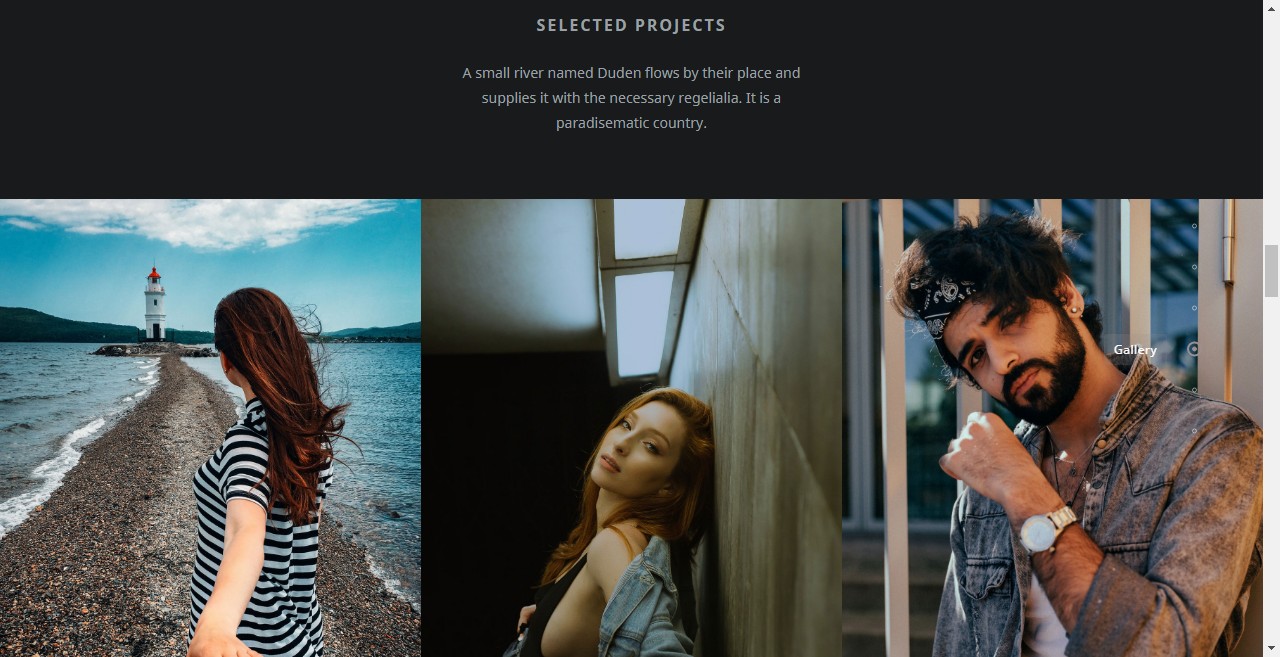 SELECTED PROJECTS
A small river named Duden flows by their place and
supplies it with the necessary regelialia. It is a
paradisematic country.
Gallery